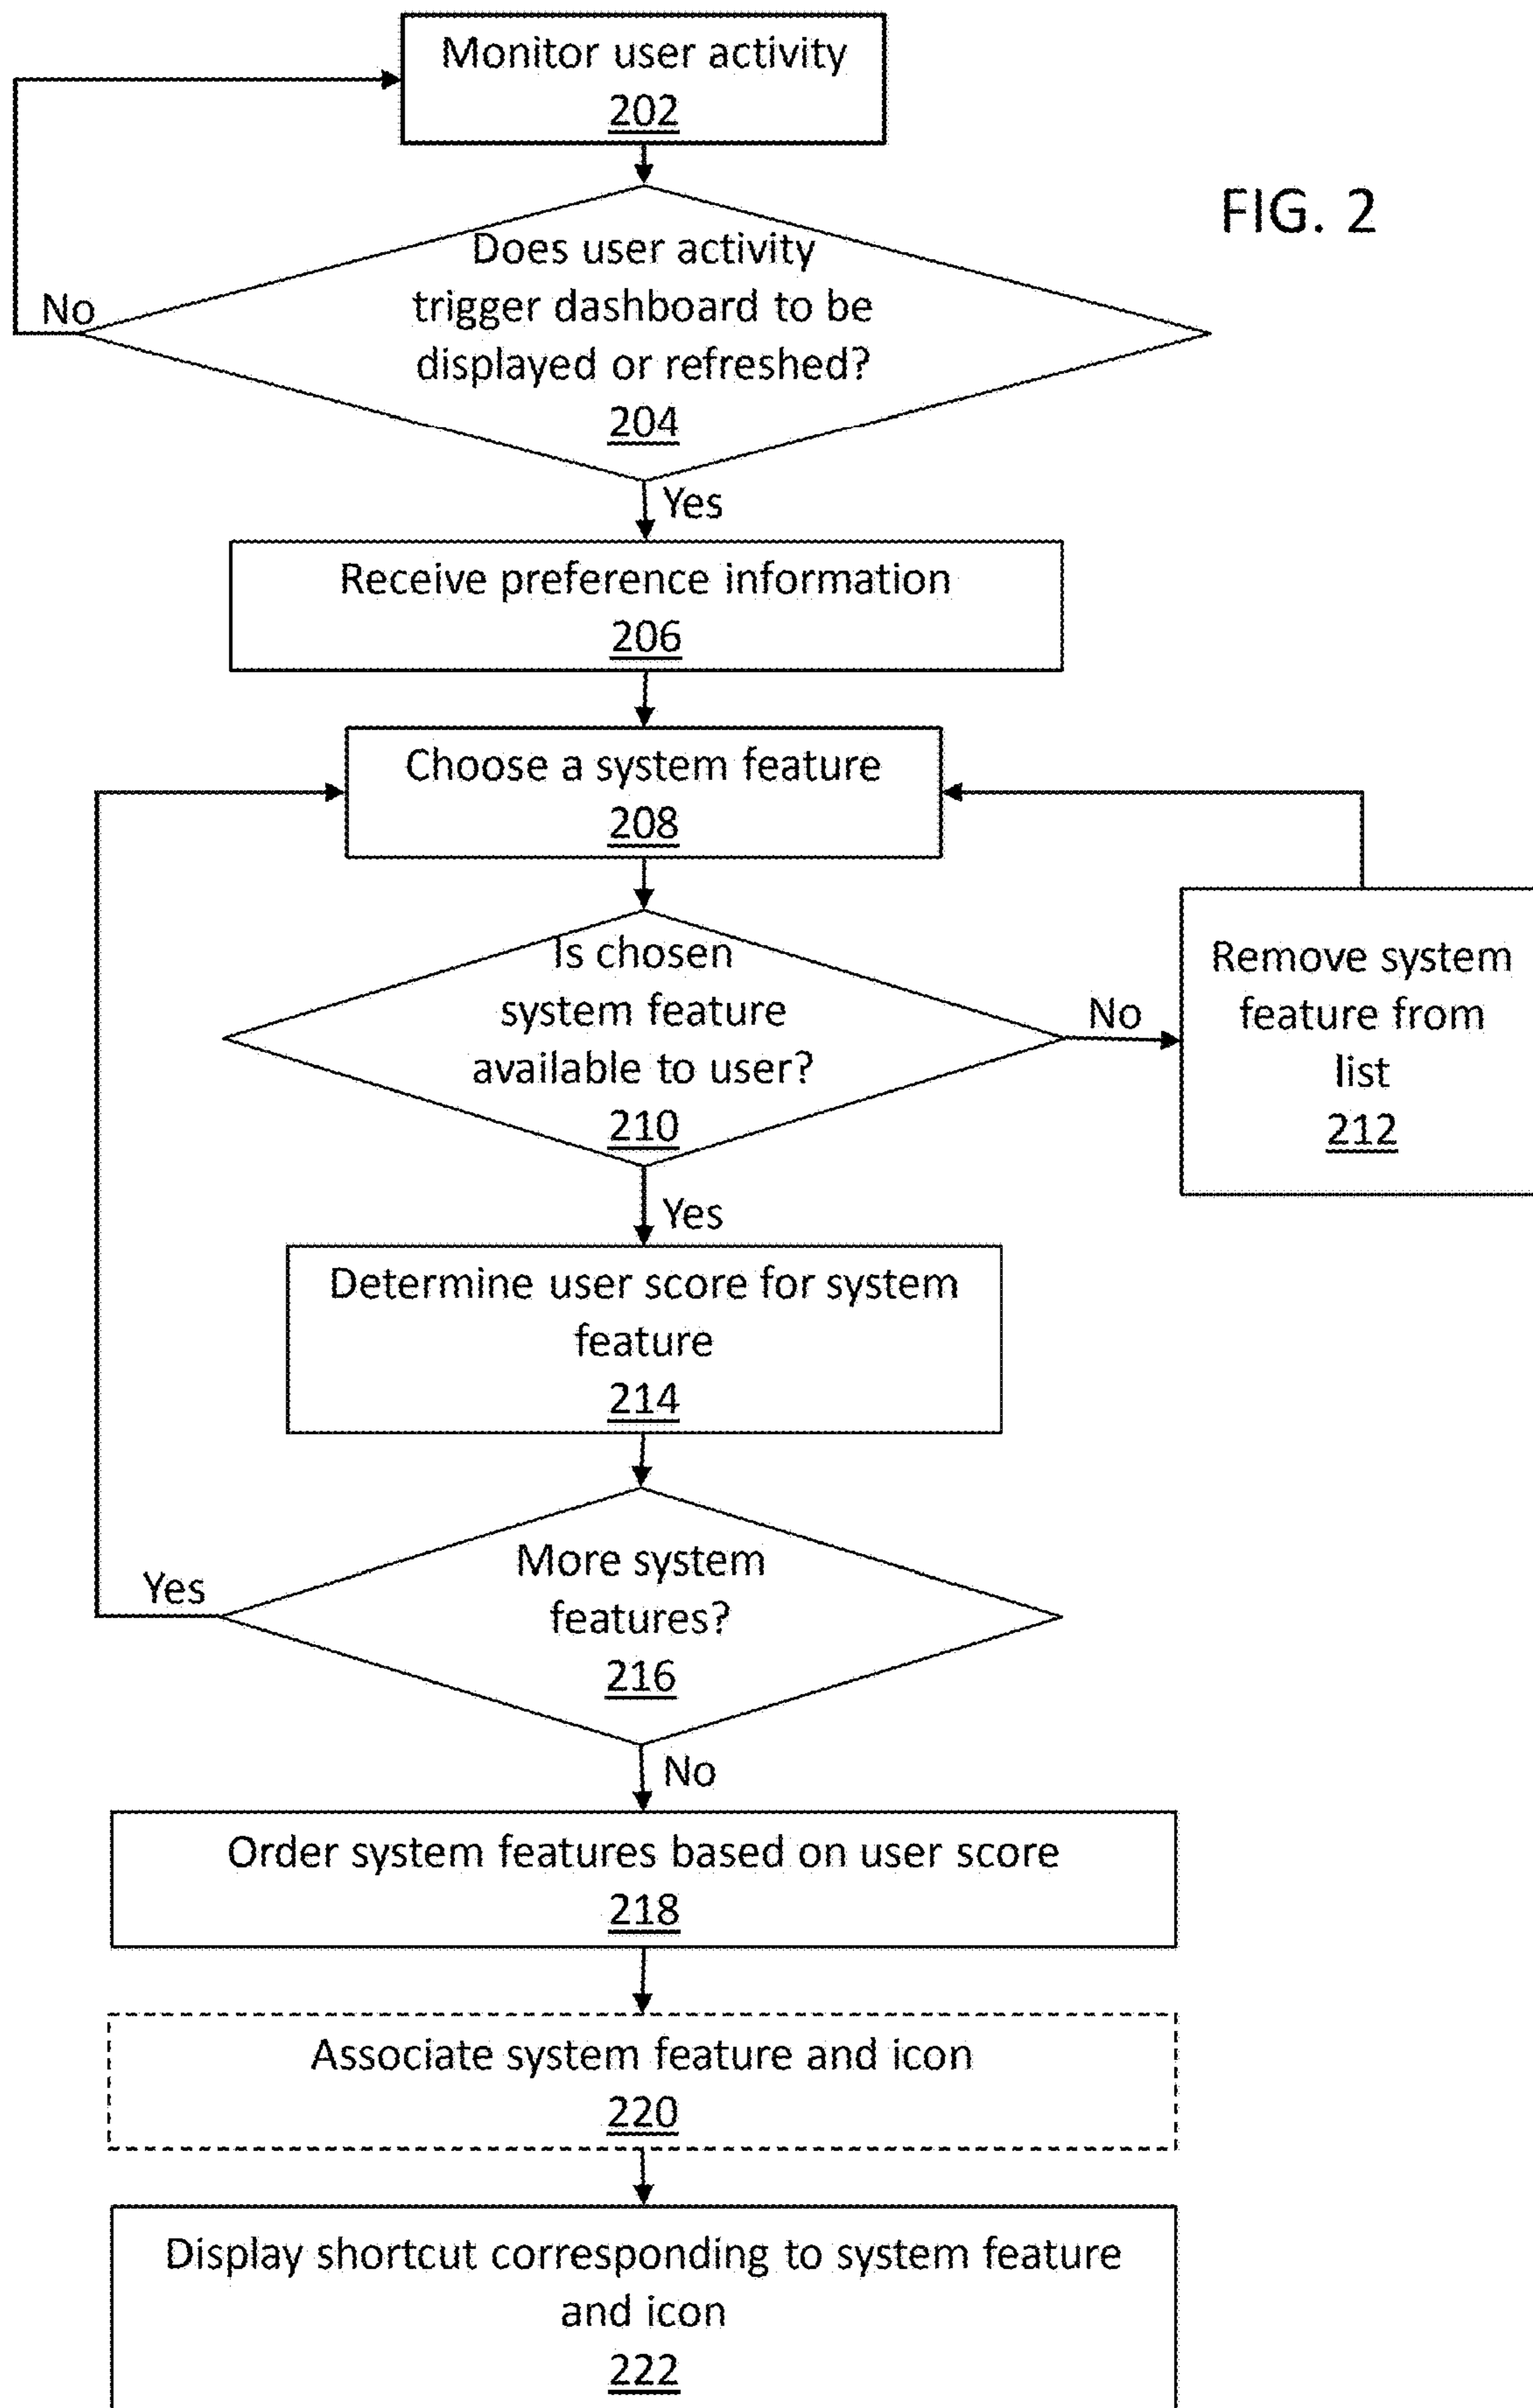 Monitor user activity
202
FIG. 2
Does user activity
trigger dashboard to be
displayed or refreshed?
204
No
Yes
Receive preference information
206
Choose a system feature
208
Is chosen
system feature
available to user?
210
No
Remove system
feature from
list
212
Yes
Determine user score for system
feature
214
More system
features?
216
Yes
No
Order system features based on user score
218
Associate system feature and icon
220
Display shortcut corresponding to system feature
and icon
222